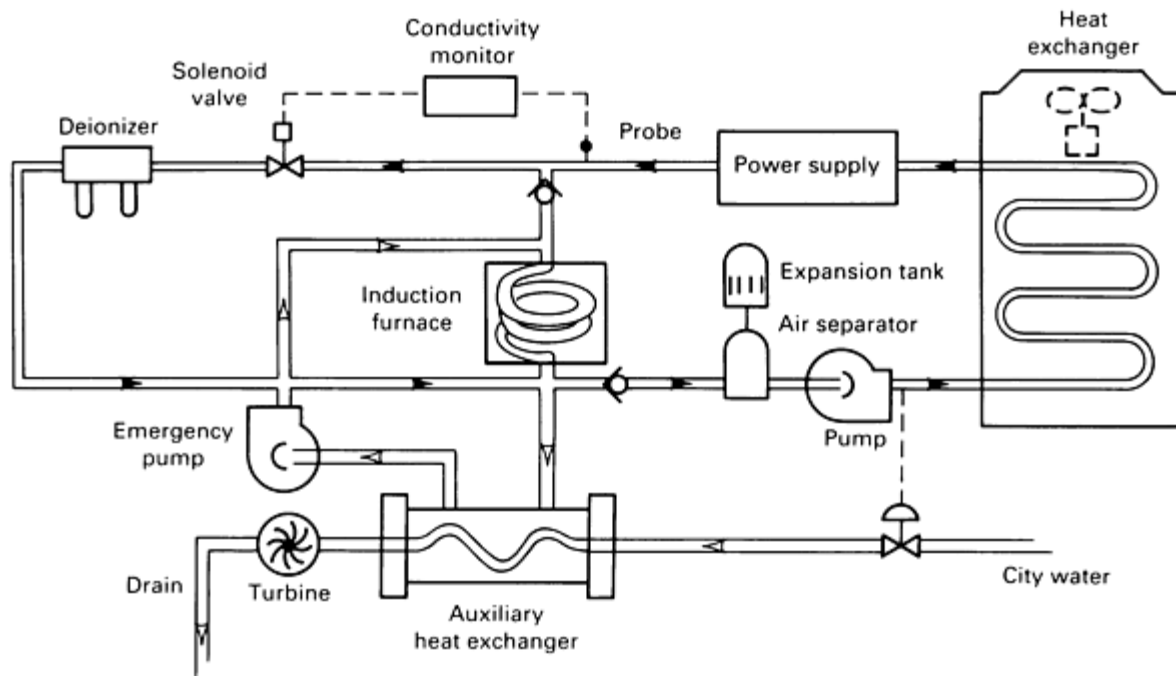 Heat
exchanger
Conductivity
monitor
Solenoid
valve
Deionizer
Probe
Power supply
Expansion tank
Induction
furnace
Air separator
Emergency
pump
Pump
Drain
Turbine
City water
Auxiliary
heat exchanger